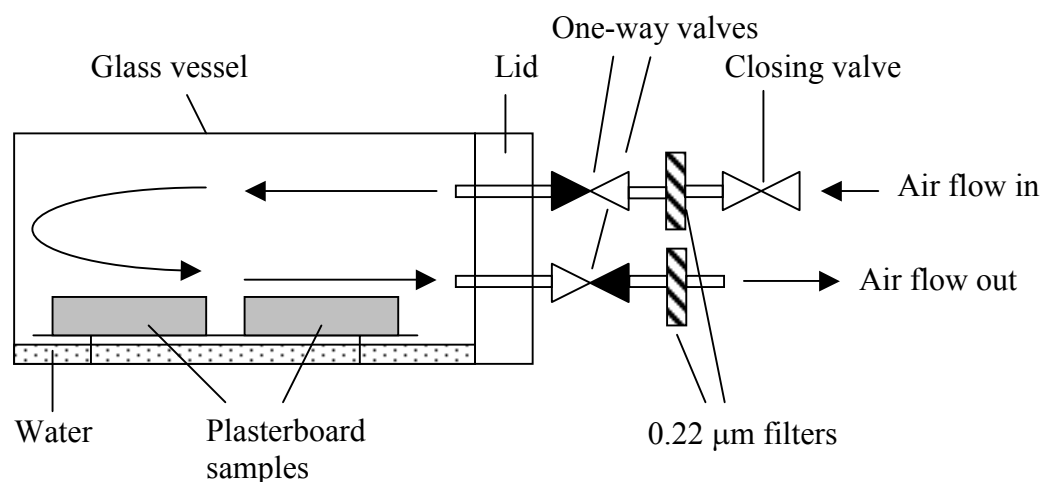 One-way valves
Glass vessel
Lid
Closing valve
Air flow in
Air flow out
Water
Plasterboard
samples
0.22 μm filters